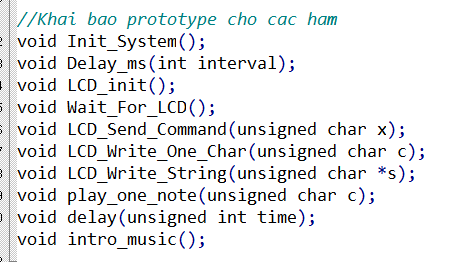 //Khai bao prototype cho cac ham
void Init_System();
void Delay_ms(int interval);
void LCD_init();
void Wait_For_LCD();
void LCD_Send_Command(unsigned char x);
void LCD_Write_One_Char(unsigned char c);
void LCD_Write_String(unsigned char *s);
void play_one_note(unsigned char c);
void delay(unsigned int time);
void intro_music();